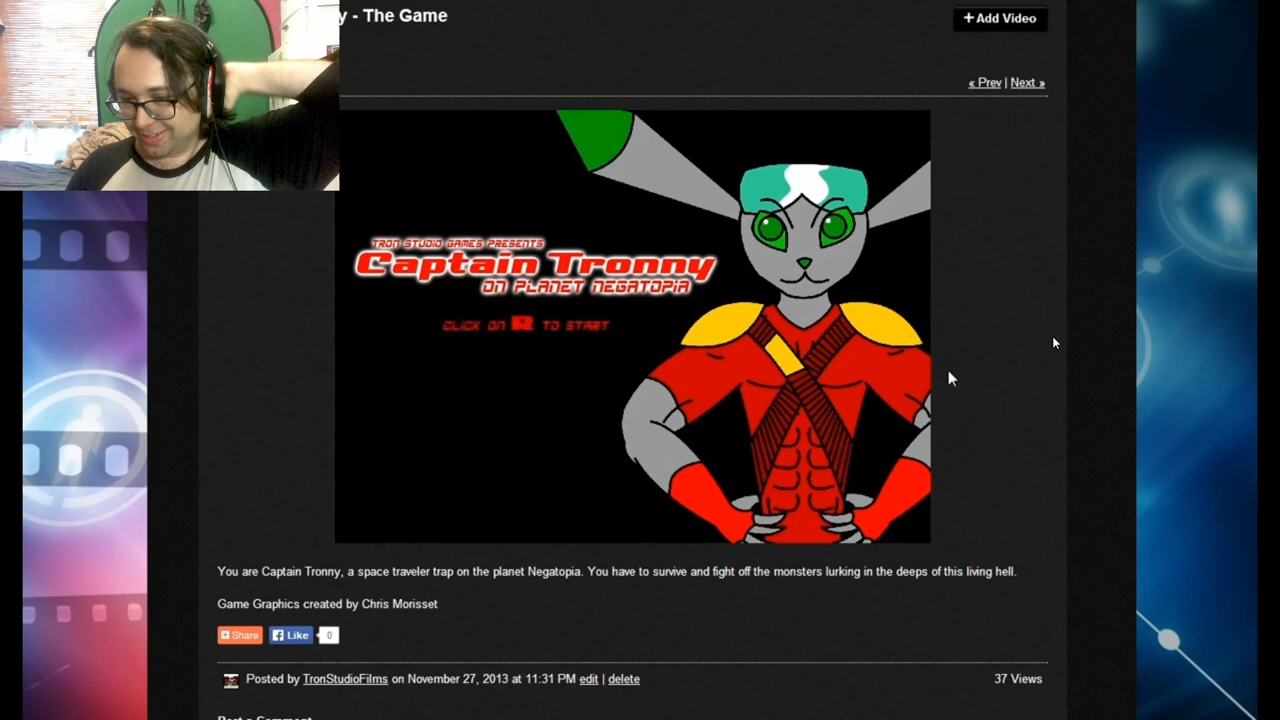 y - The Game
+ Add Video
« Prev | Next »
TRON STUDIO GAMES PRESENTS
Captain Tronny
ON PLANET NEGATOPIA
CLICK ON R TO START
You are Captain Tronny, a space traveler trap on the planet Negatopia. You have to survive and fight off the monsters lurking in the deeps of this living hell.
Game Graphics created by Chris Morisset
Share
Like
0
Posted by TronStudioFilms on November 27, 2013 at 11:31 PM edit | delete
37 Views
Post a Comment